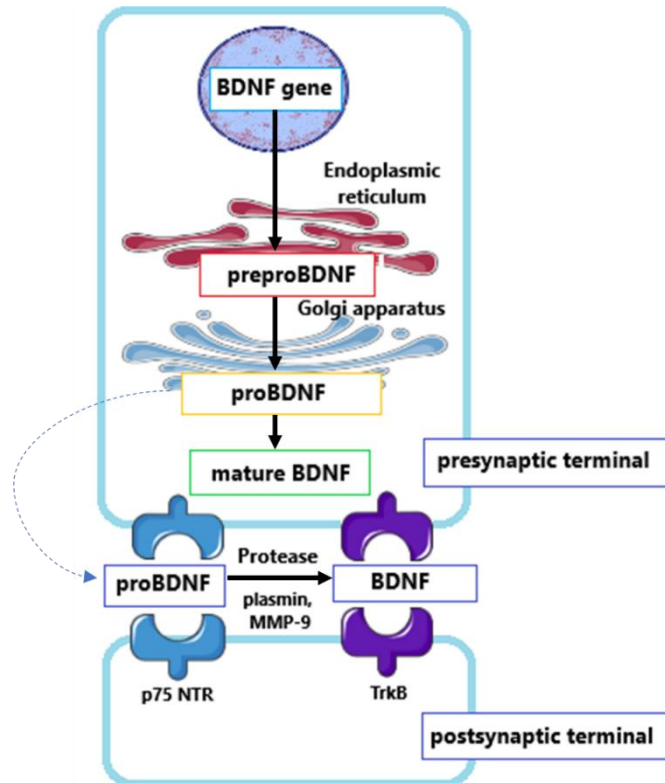 BDNF gene
Endoplasmic
reticulum
preproBDNF
Golgi apparatus
proBDNF
mature BDNF
presynaptic terminal
proBDNF
Protease
plasmin,
MMP-9
BDNF
p75 NTR
TrkB
postsynaptic terminal